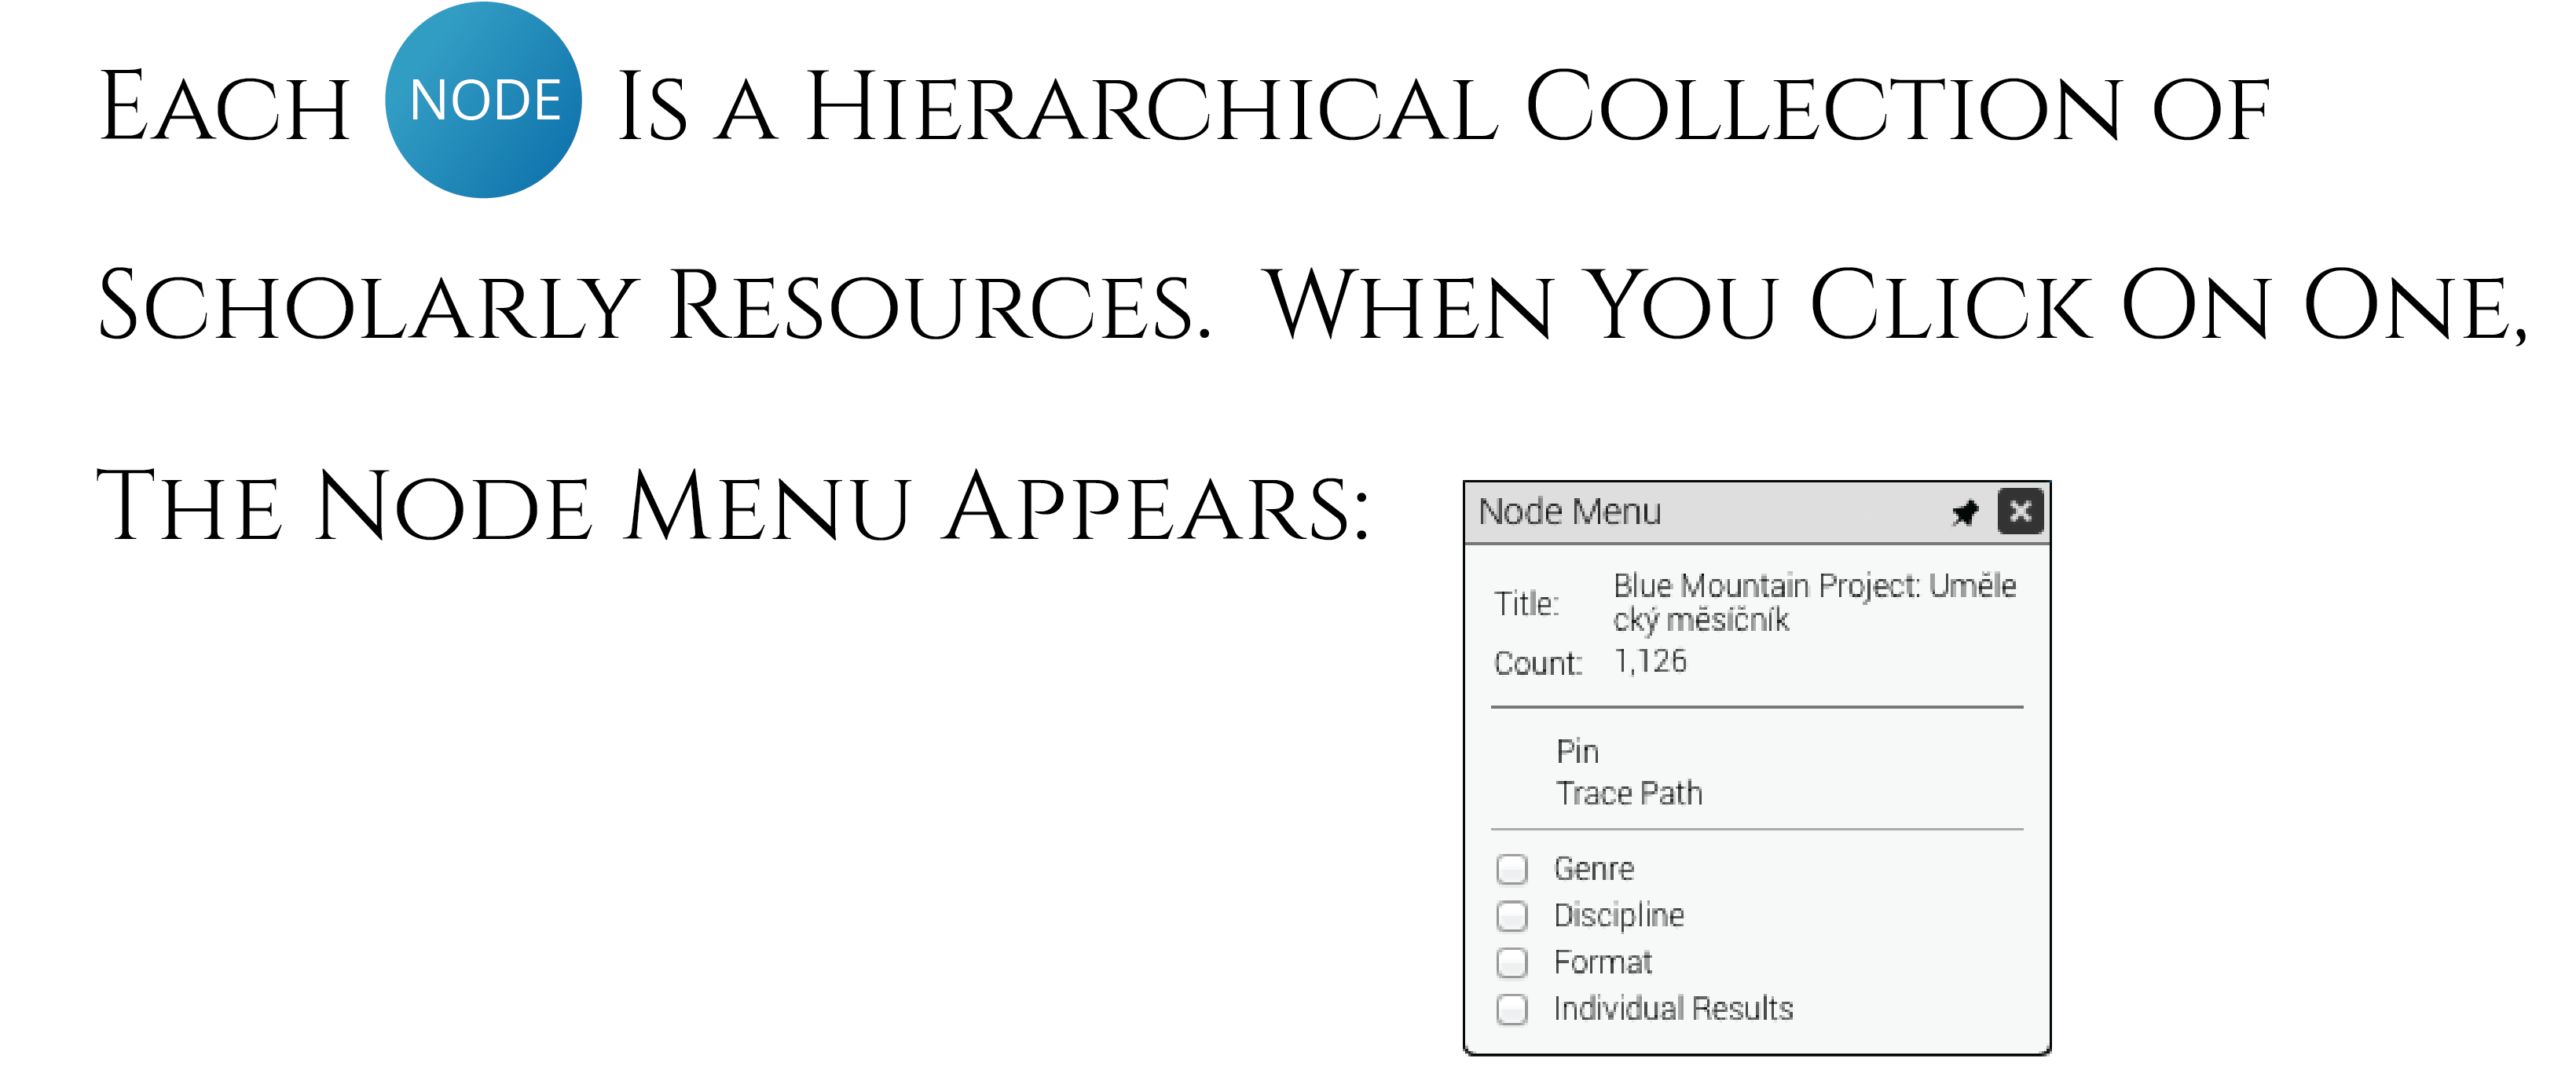 Each NODE Is a Hierarchical Collection of
Scholarly Resources. When You Click On One,
The Node Menu Appears:
Node Menu
Title: Blue Mountain Project: Uměle
cký měsíčník
Count: 1,126
Pin
Trace Path
Genre
Discipline
Format
Individual Results